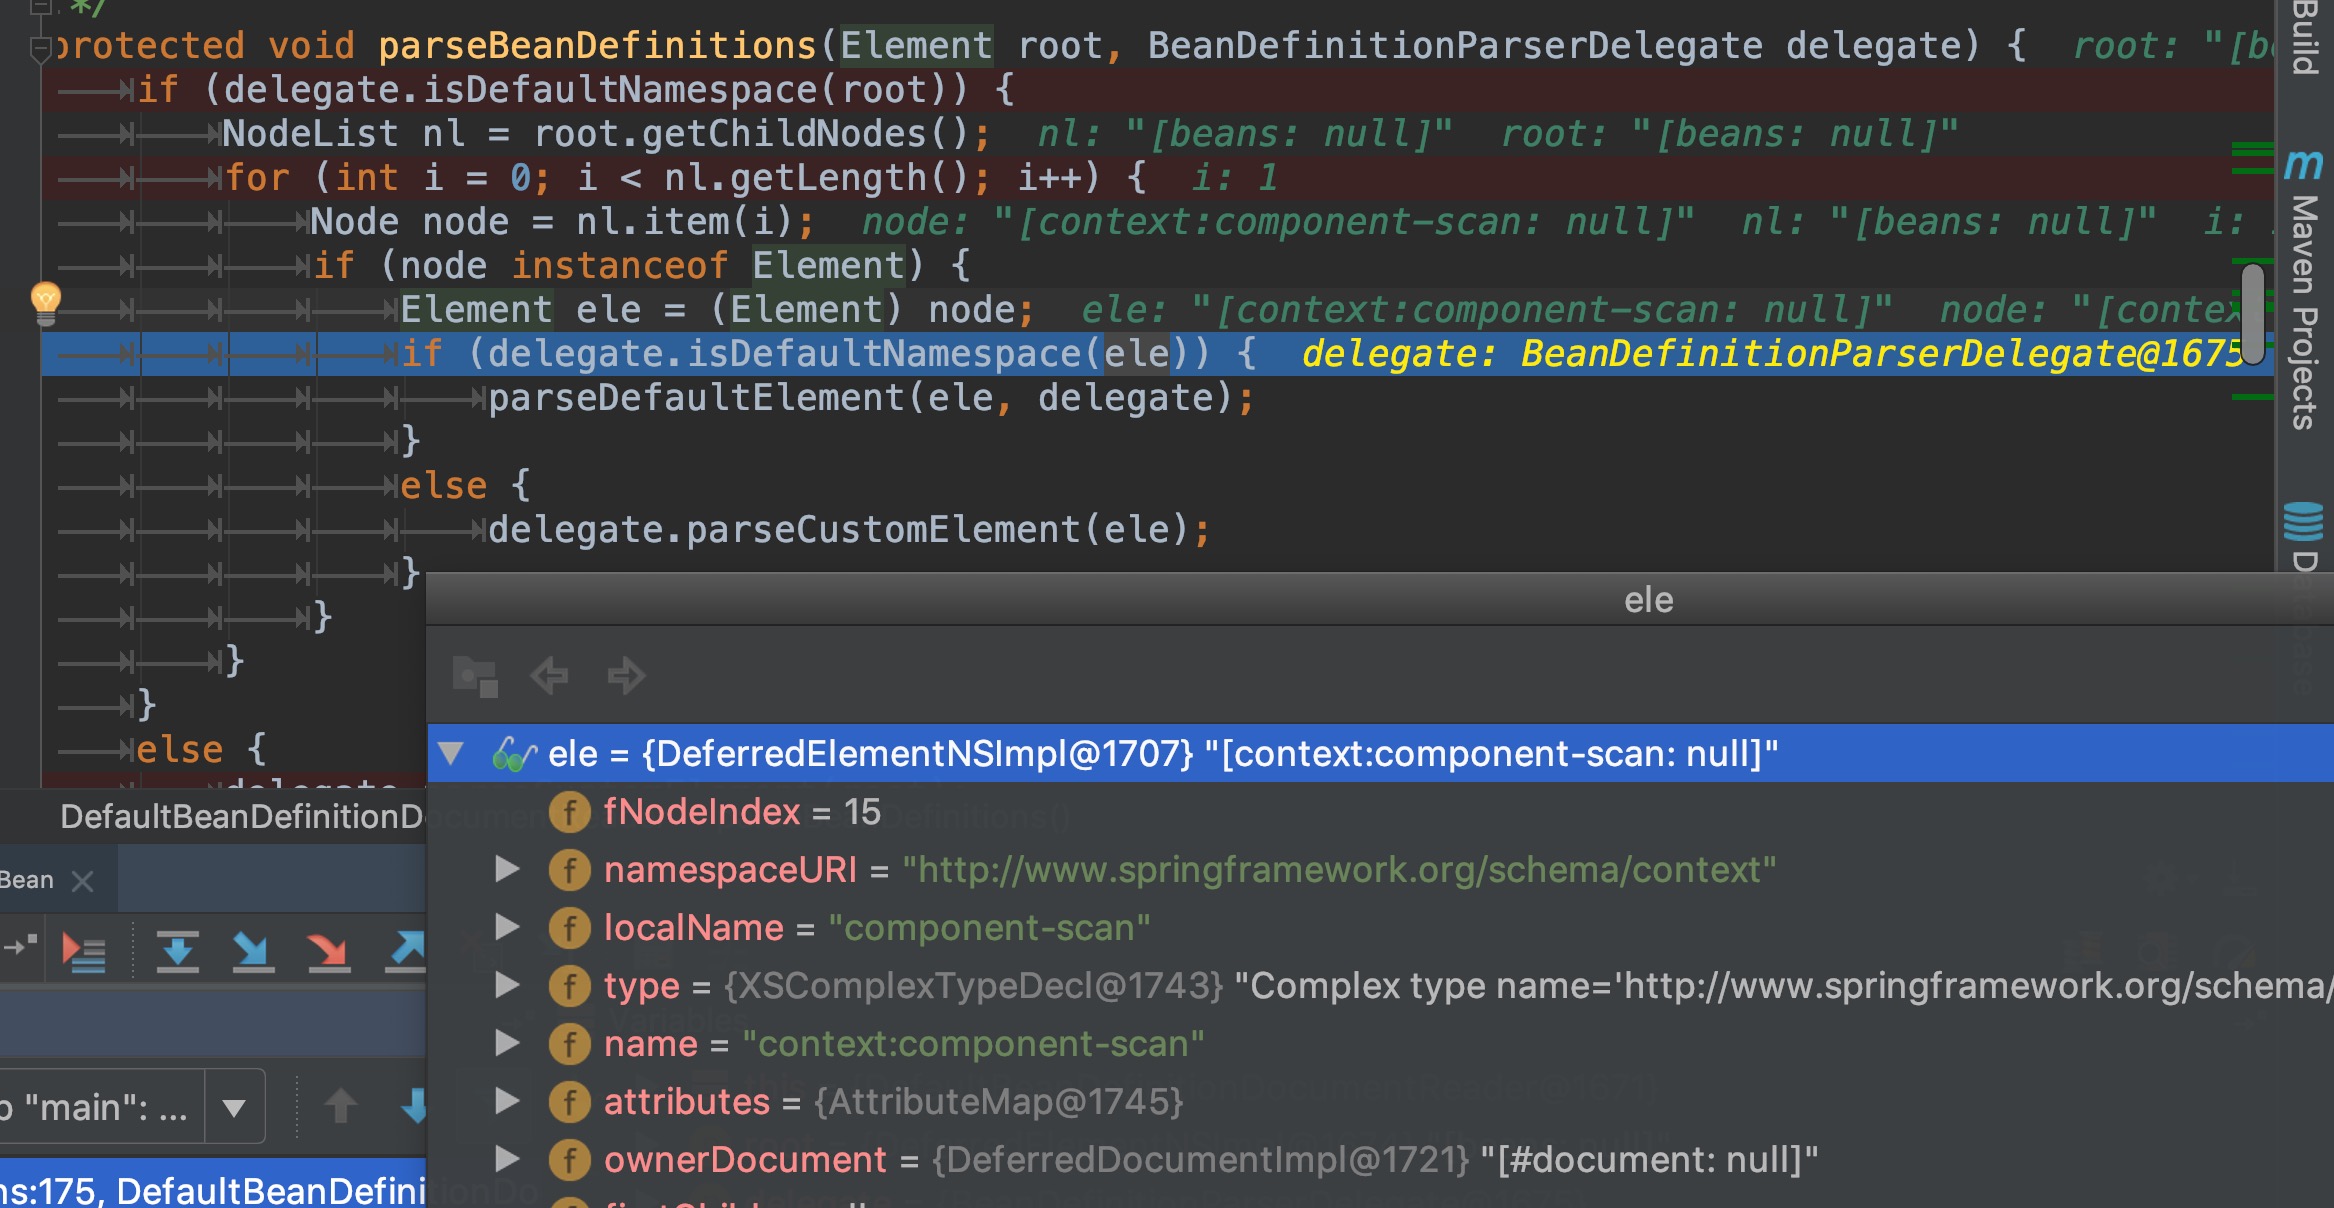 */
protected void parseBeanDefinitions(Element root, BeanDefinitionParserDelegate delegate) { root: "[be
if (delegate.isDefaultNamespace(root)) {
NodeList nl = root.getChildNodes(); nl: "[beans: null]" root: "[beans: null]"
for (int i = 0; i < nl.getLength(); i++) { i: 1
Node node = nl.item(i); node: "[context:component-scan: null]" nl: "[beans: null]" i:
if (node instanceof Element) {
Element ele = (Element) node; ele: "[context:component-scan: null]" node: "[contex
if (delegate.isDefaultNamespace(ele)) { delegate: BeanDefinitionParserDelegate@1675
parseDefaultElement(ele, delegate);
}
else {
delegate.parseCustomElement(ele);
}
}
}
}
else {
delegate
DefaultBeanDefinitionDocument Definitions()
Bean
"main": ...
ns:175, DefaultBeanDefinitionDo
ele
ele = {DeferredElementNSImpl@1707} "[context:component-scan: null]"
f fNodeIndex = 15
f namespaceURI = "http://www.springframework.org/schema/context"
f localName = "component-scan"
f type = {XSComplexTypeDecl@1743} "Complex type name='http://www.springframework.org/schema/
Variables
f name = "context:component-scan"
f attributes = {AttributeMap@1745}
f ownerDocument = {DeferredDocumentImpl@1721} "[#document: null]"
Build
m Maven Projects
Database